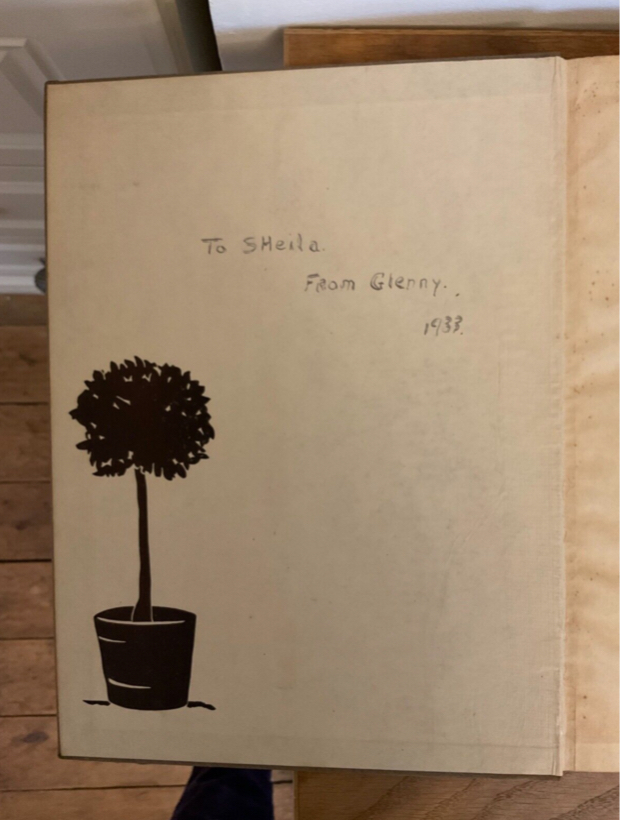 To SHeila.
From Glenny.
1933.